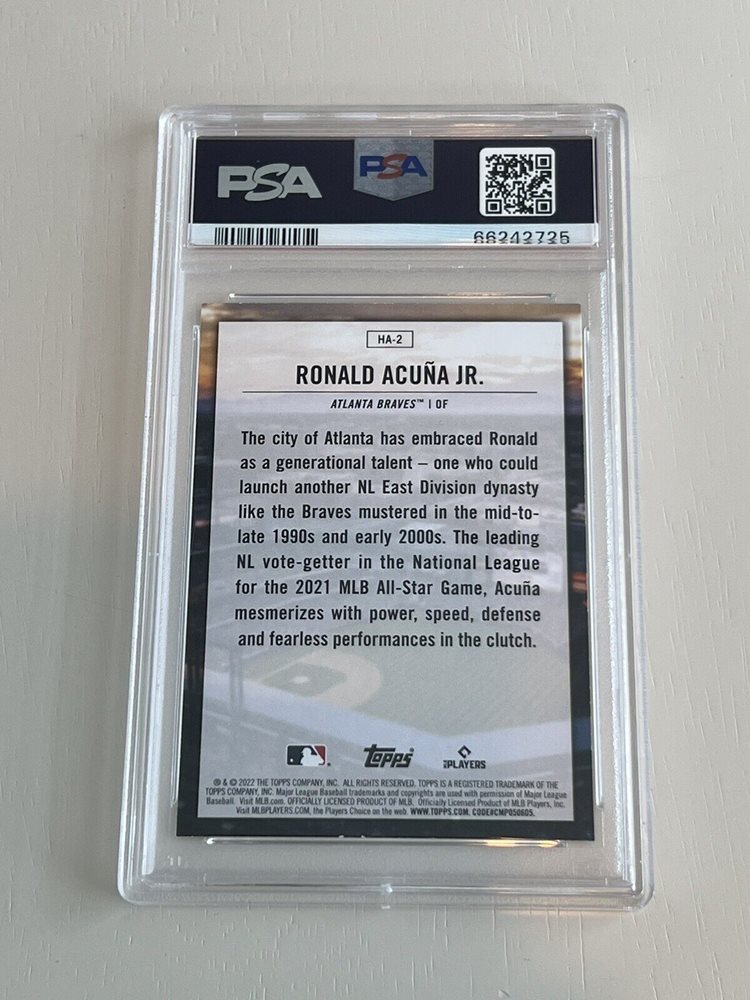 PSA
PSA
66242725
HA-2
RONALD ACUÑA JR.
ATLANTA BRAVES™ | OF
The city of Atlanta has embraced Ronald
as a generational talent – one who could
launch another NL East Division dynasty
like the Braves mustered in the mid-to-
late 1990s and early 2000s. The leading
NL vote-getter in the National League
for the 2021 MLB All-Star Game, Acuña
mesmerizes with power, speed, defense
and fearless performances in the clutch.
Topps®
PLAYERS
® & © 2022 THE TOPPS COMPANY, INC. ALL RIGHTS RESERVED. TOPPS IS A REGISTERED TRADEMARK OF THE
TOPPS COMPANY, INC. Major League Baseball trademarks and copyrights are used with permission of Major League
Baseball. Visit MLB.com. OFFICIALLY LICENSED PRODUCT OF MLB. Officially Licensed Product of MLB Players, Inc.
Visit MLBPLAYERS.COM, the Players Choice on the web. WWW.TOPPS.COM. CODE#CMP050605.